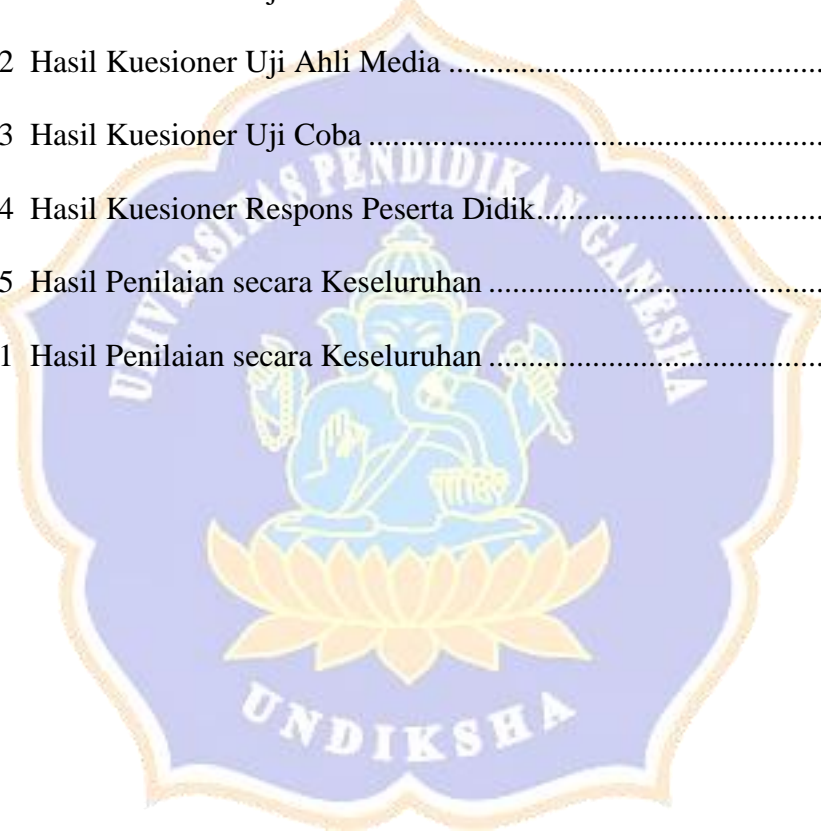 2 Hasil Kuesioner Uji Ahli Media ...............................................
3 Hasil Kuesioner Uji Coba .........................................................
4 Hasil Kuesioner Respons Peserta Didik....................................
5 Hasil Penilaian secara Keseluruhan ..........................................
1 Hasil Penilaian secara Keseluruhan ..........................................
UNIVERSITAS PENDIDIKAN GANESHA
UNDIKSHA